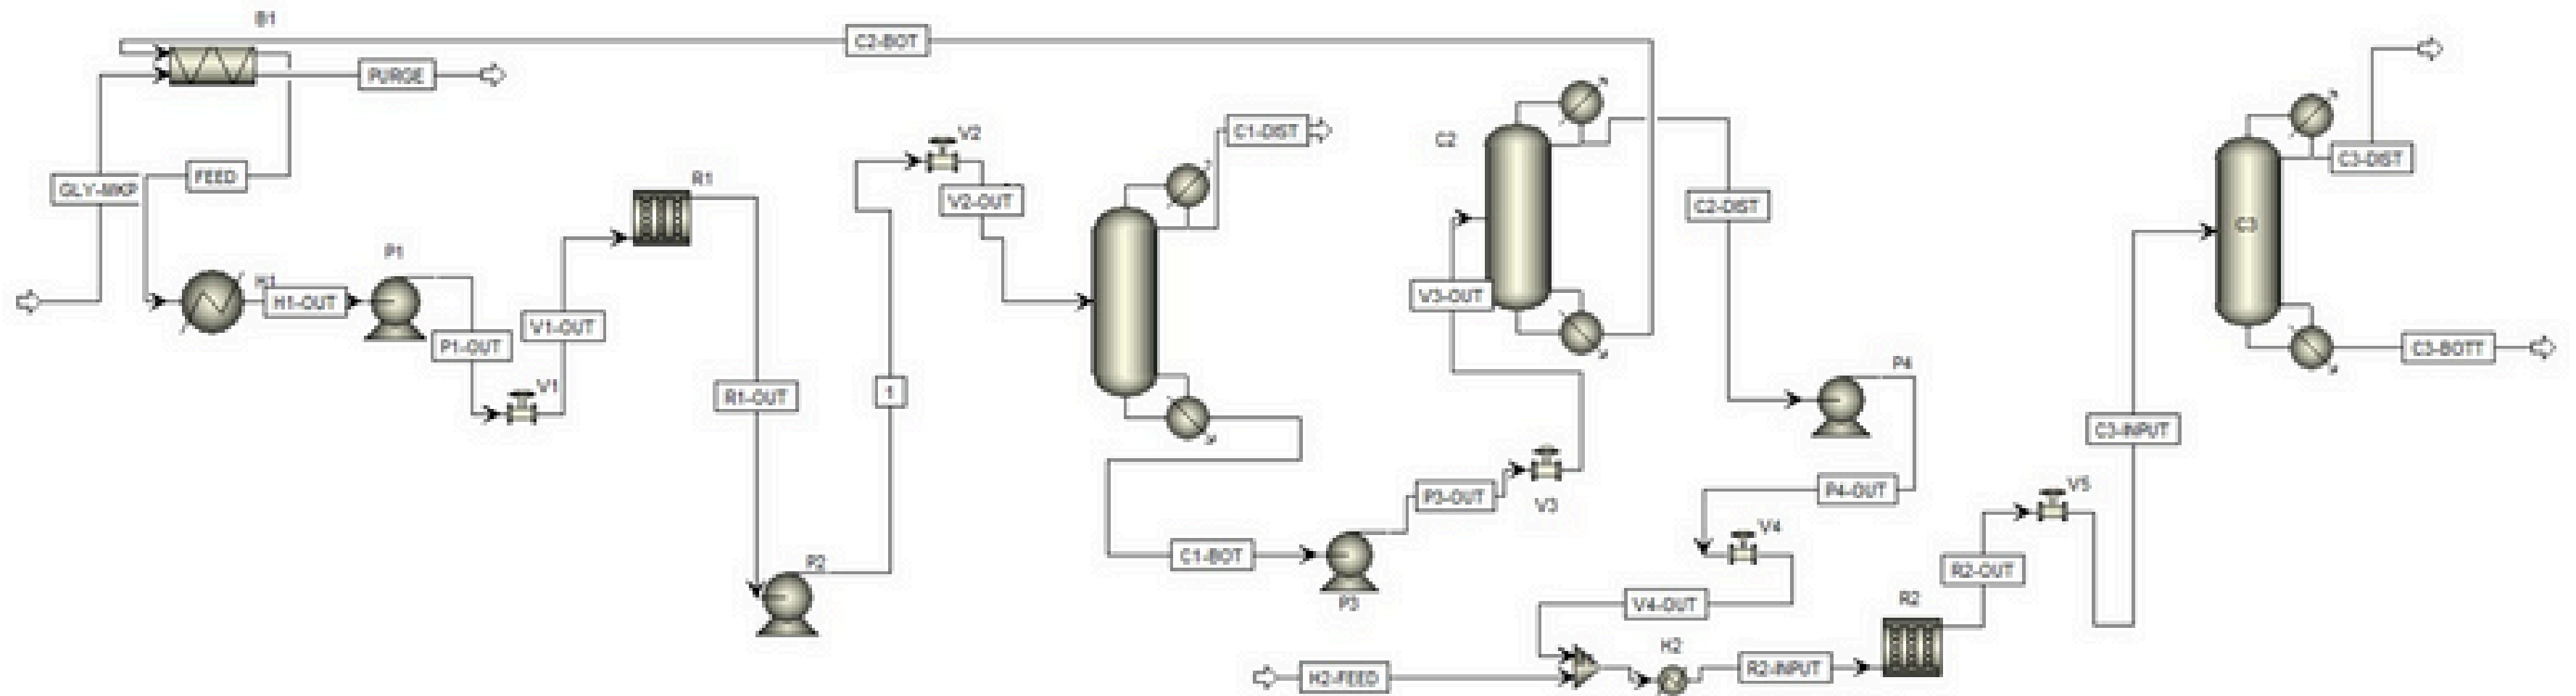 B1
C2-BOT
PURGE
C1-DIST
V2
C2
C3-DIST
FEED
GLY-MKP
R1
V2-OUT
C2-DIST
C3
P1
H1
H1-OUT
V3-OUT
V1-OUT
P1-OUT
C3-BOTT
P4
V1
R1-OUT
1
C3-INPUT
P3-OUT
P4-OUT
V5
V3
V4
C1-BOT
P2
R2-OUT
P3
V4-OUT
R2
H2
H2-FEED
R2-INPUT